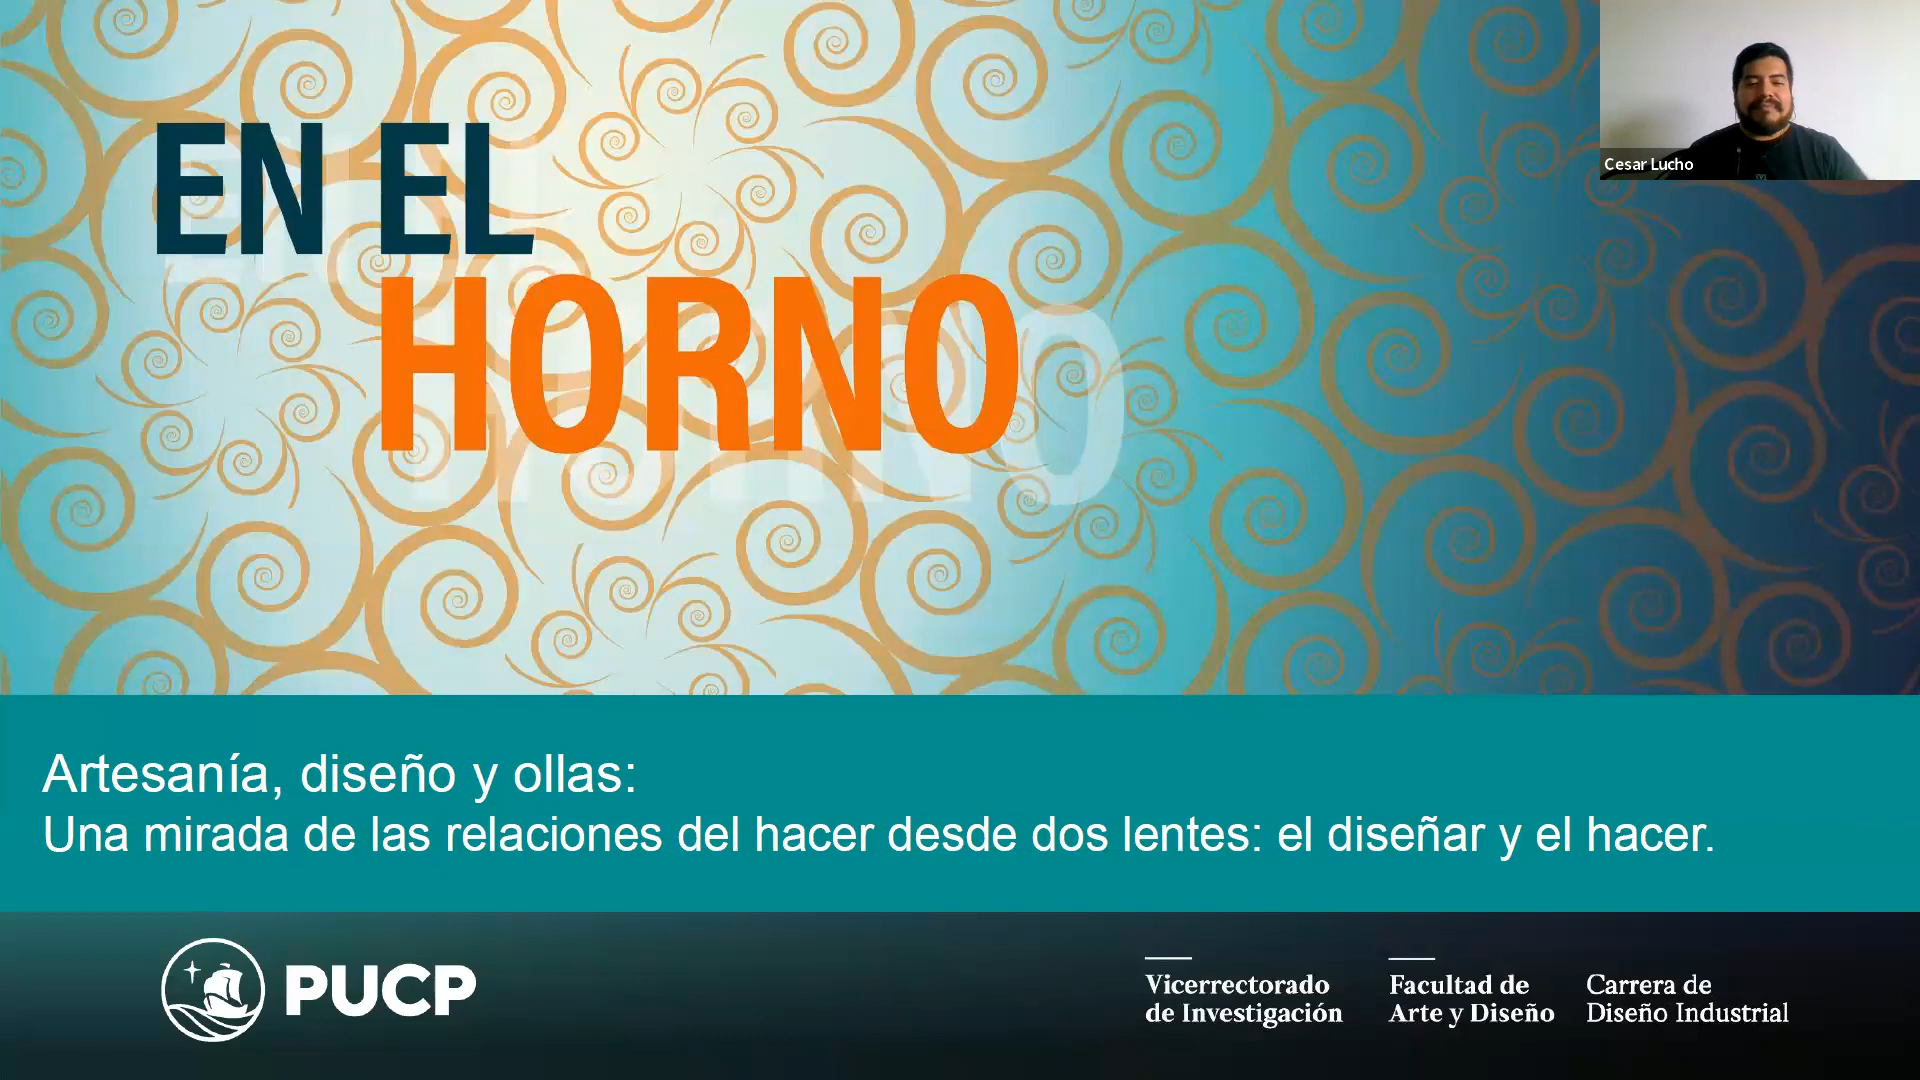 EN EL
HORNO
Cesar Lucho
Artesanía, diseño y ollas:
Una mirada de las relaciones del hacer desde dos lentes: el diseñar y el hacer.
PUCP
Vicerrectorado
de Investigación
Facultad de
Arte y Diseño
Carrera de
Diseño Industrial